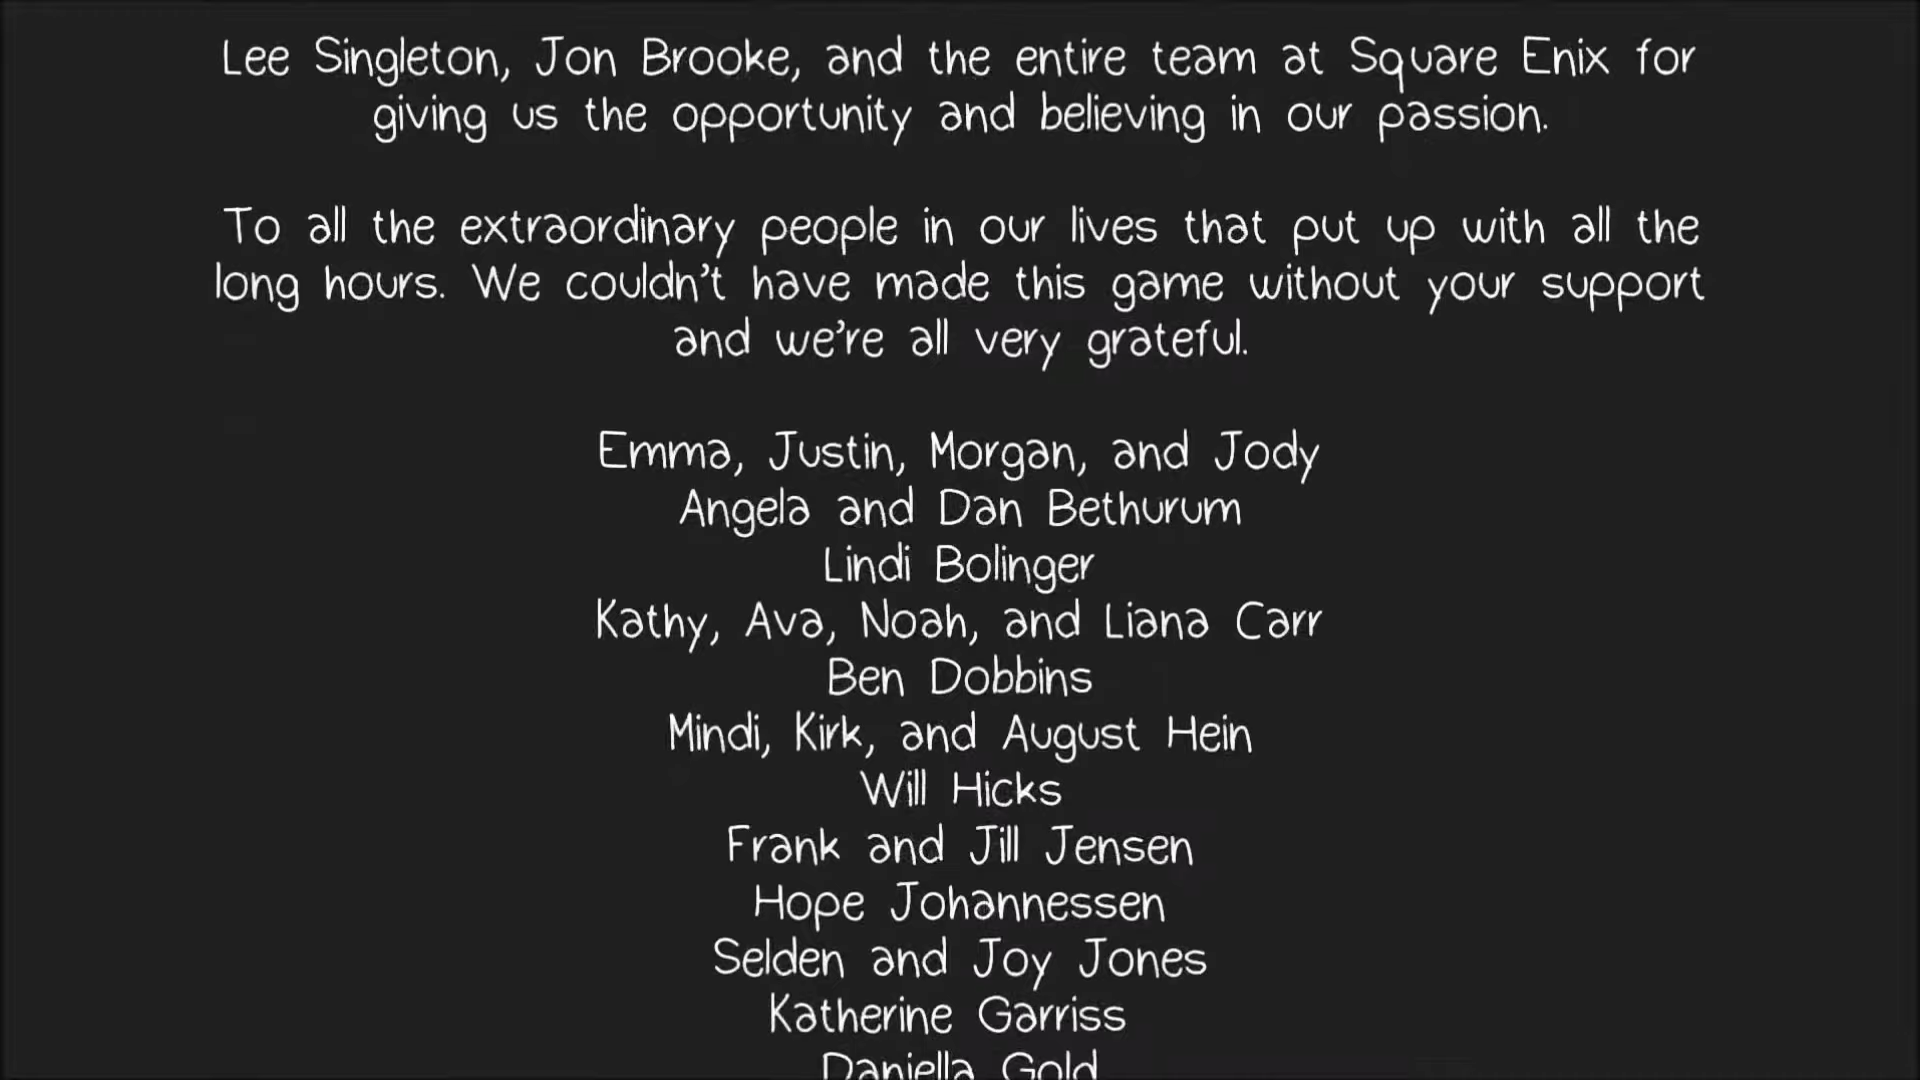 Lee Singleton, Jon Brooke, and the entire team at Square Enix for
giving us the opportunity and believing in our passion.
To all the extraordinary people in our lives that put up with all the
long hours. We couldn't have made this game without your support
and we're all very grateful.
Emma, Justin, Morgan, and Jody
Angela and Dan Bethurum
Lindi Bolinger
Kathy, Ava, Noah, and Liana Carr
Ben Dobbins
Mindi, Kirk, and August Hein
Will Hicks
Frank and Jill Jensen
Hope Johannessen
Selden and Joy Jones
Katherine Garriss
Daniella Gold